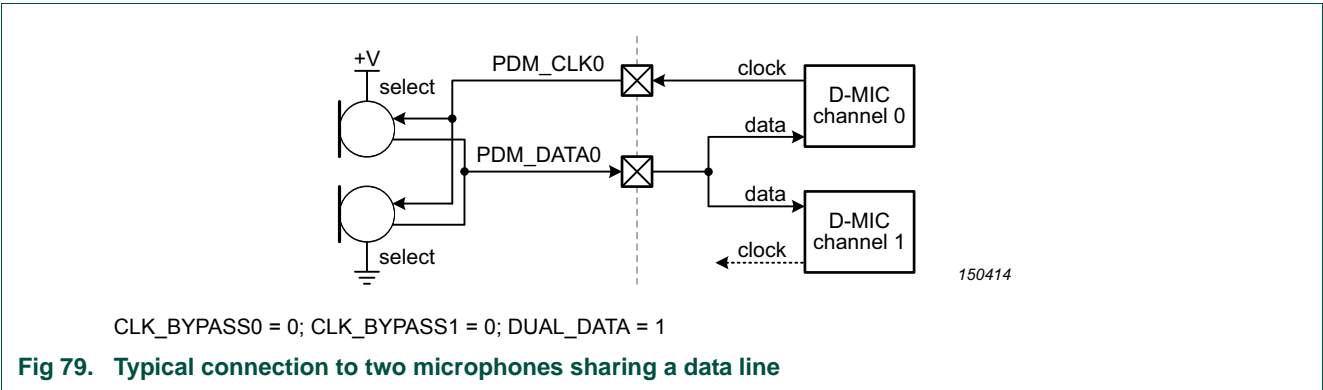 +V
select
PDM_CLK0
clock
D-MIC
channel 0
data
PDM_DATA0
data
D-MIC
channel 1
clock
select
150414
CLK_BYPASS0 = 0; CLK_BYPASS1 = 0; DUAL_DATA = 1
Fig 79. Typical connection to two microphones sharing a data line